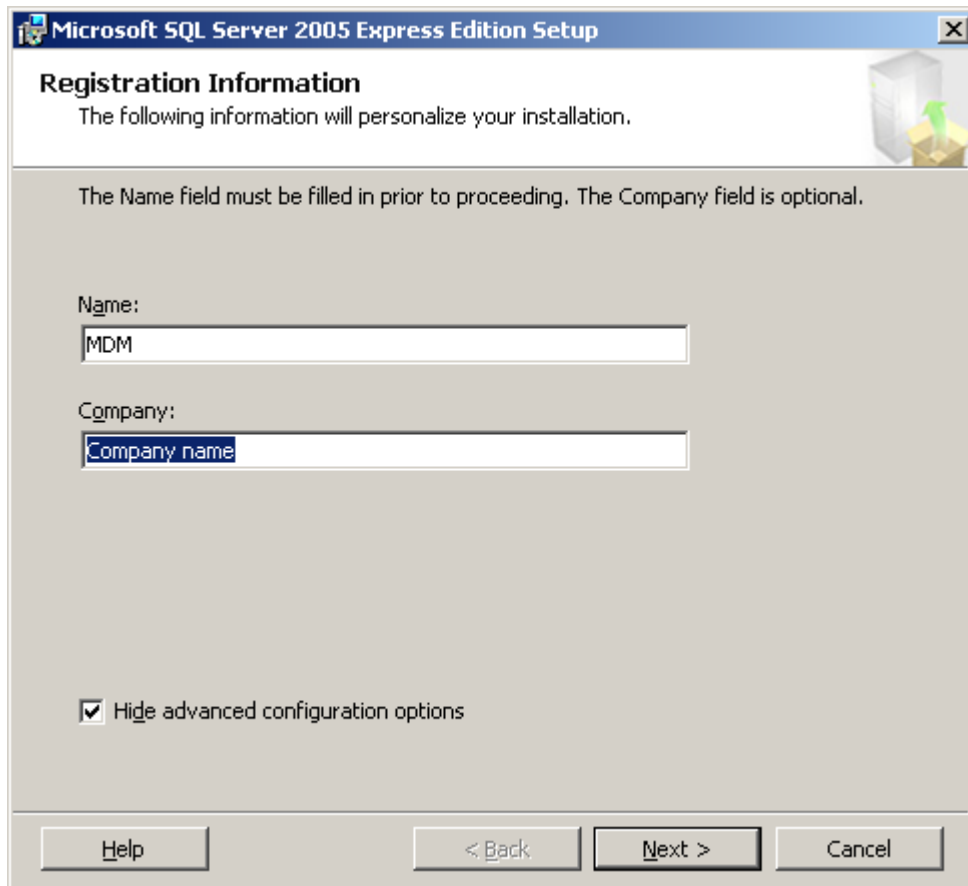 Microsoft SQL Server 2005 Express Edition Setup
Registration Information
The following information will personalize your installation.
The Name field must be filled in prior to proceeding. The Company field is optional.
Name:
MDM
Company:
Company name
Hide advanced configuration options
Help
< Back
Next >
Cancel